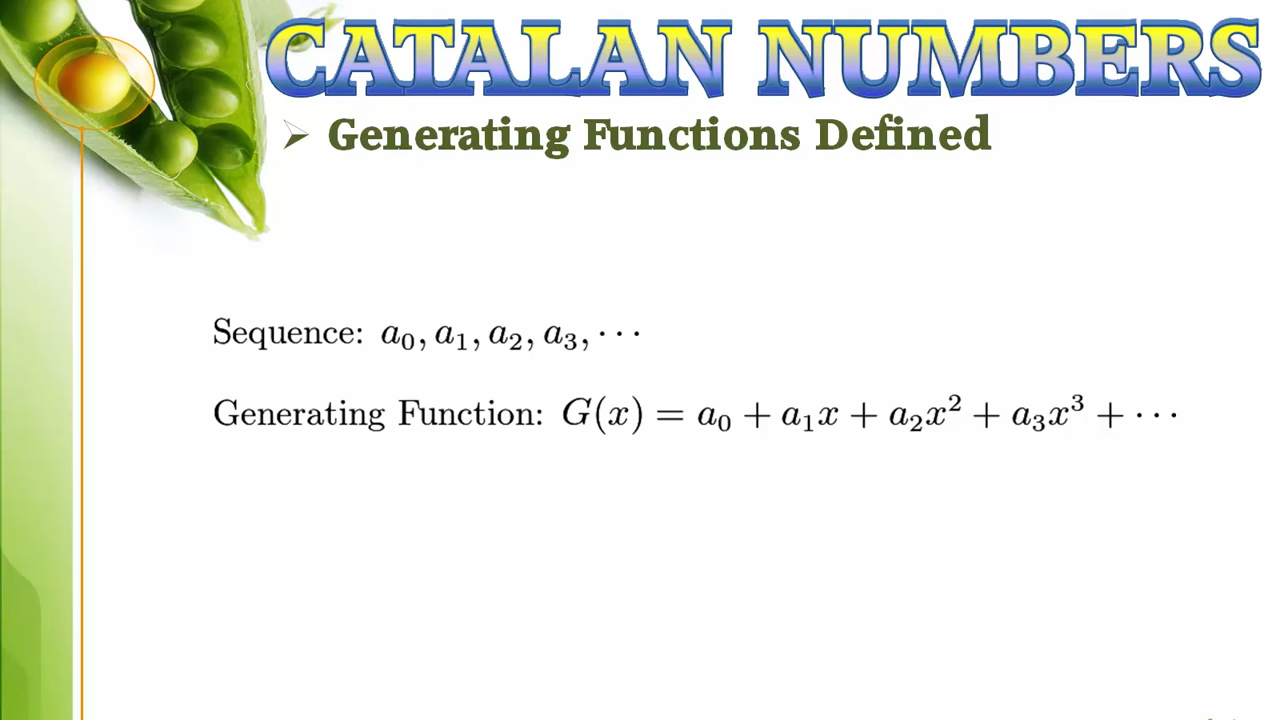 CATALAN NUMBERS
➢ Generating Functions Defined
Sequence: a₀, a₁, a₂, a₃, ⋯
Generating Function: G(x) = a₀ + a₁x + a₂x² + a₃x³ + ⋯